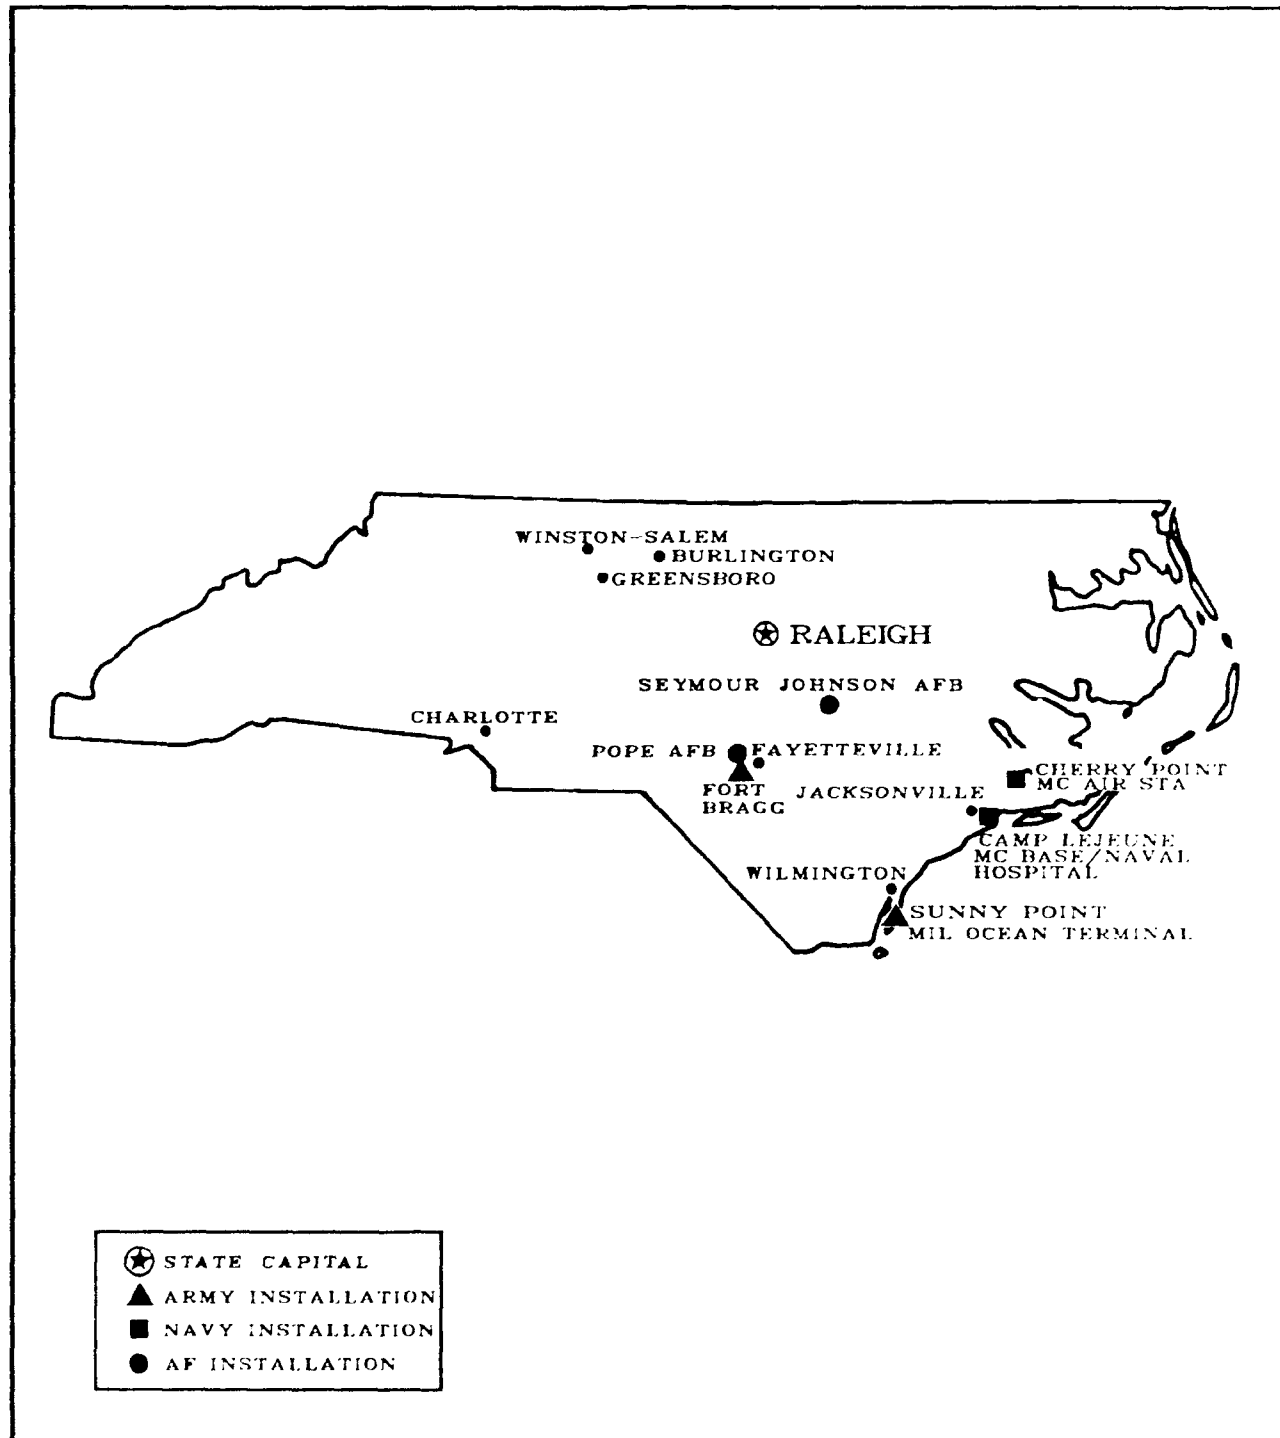 WINSTON-SALEM
BURLINGTON
GREENSBORO
RALEIGH
SEYMOUR JOHNSON AFB
CHARLOTTE
POPE AFB
FAYETTEVILLE
CHERRY POINT
MC AIR STA
FORT
BRAGG
JACKSONVILLE
CAMP LEJEUNE
MC BASE/NAVAL
HOSPITAL
WILMINGTON
SUNNY POINT
MIL OCEAN TERMINAL
STATE CAPITAL
ARMY INSTALLATION
NAVY INSTALLATION
AF INSTALLATION